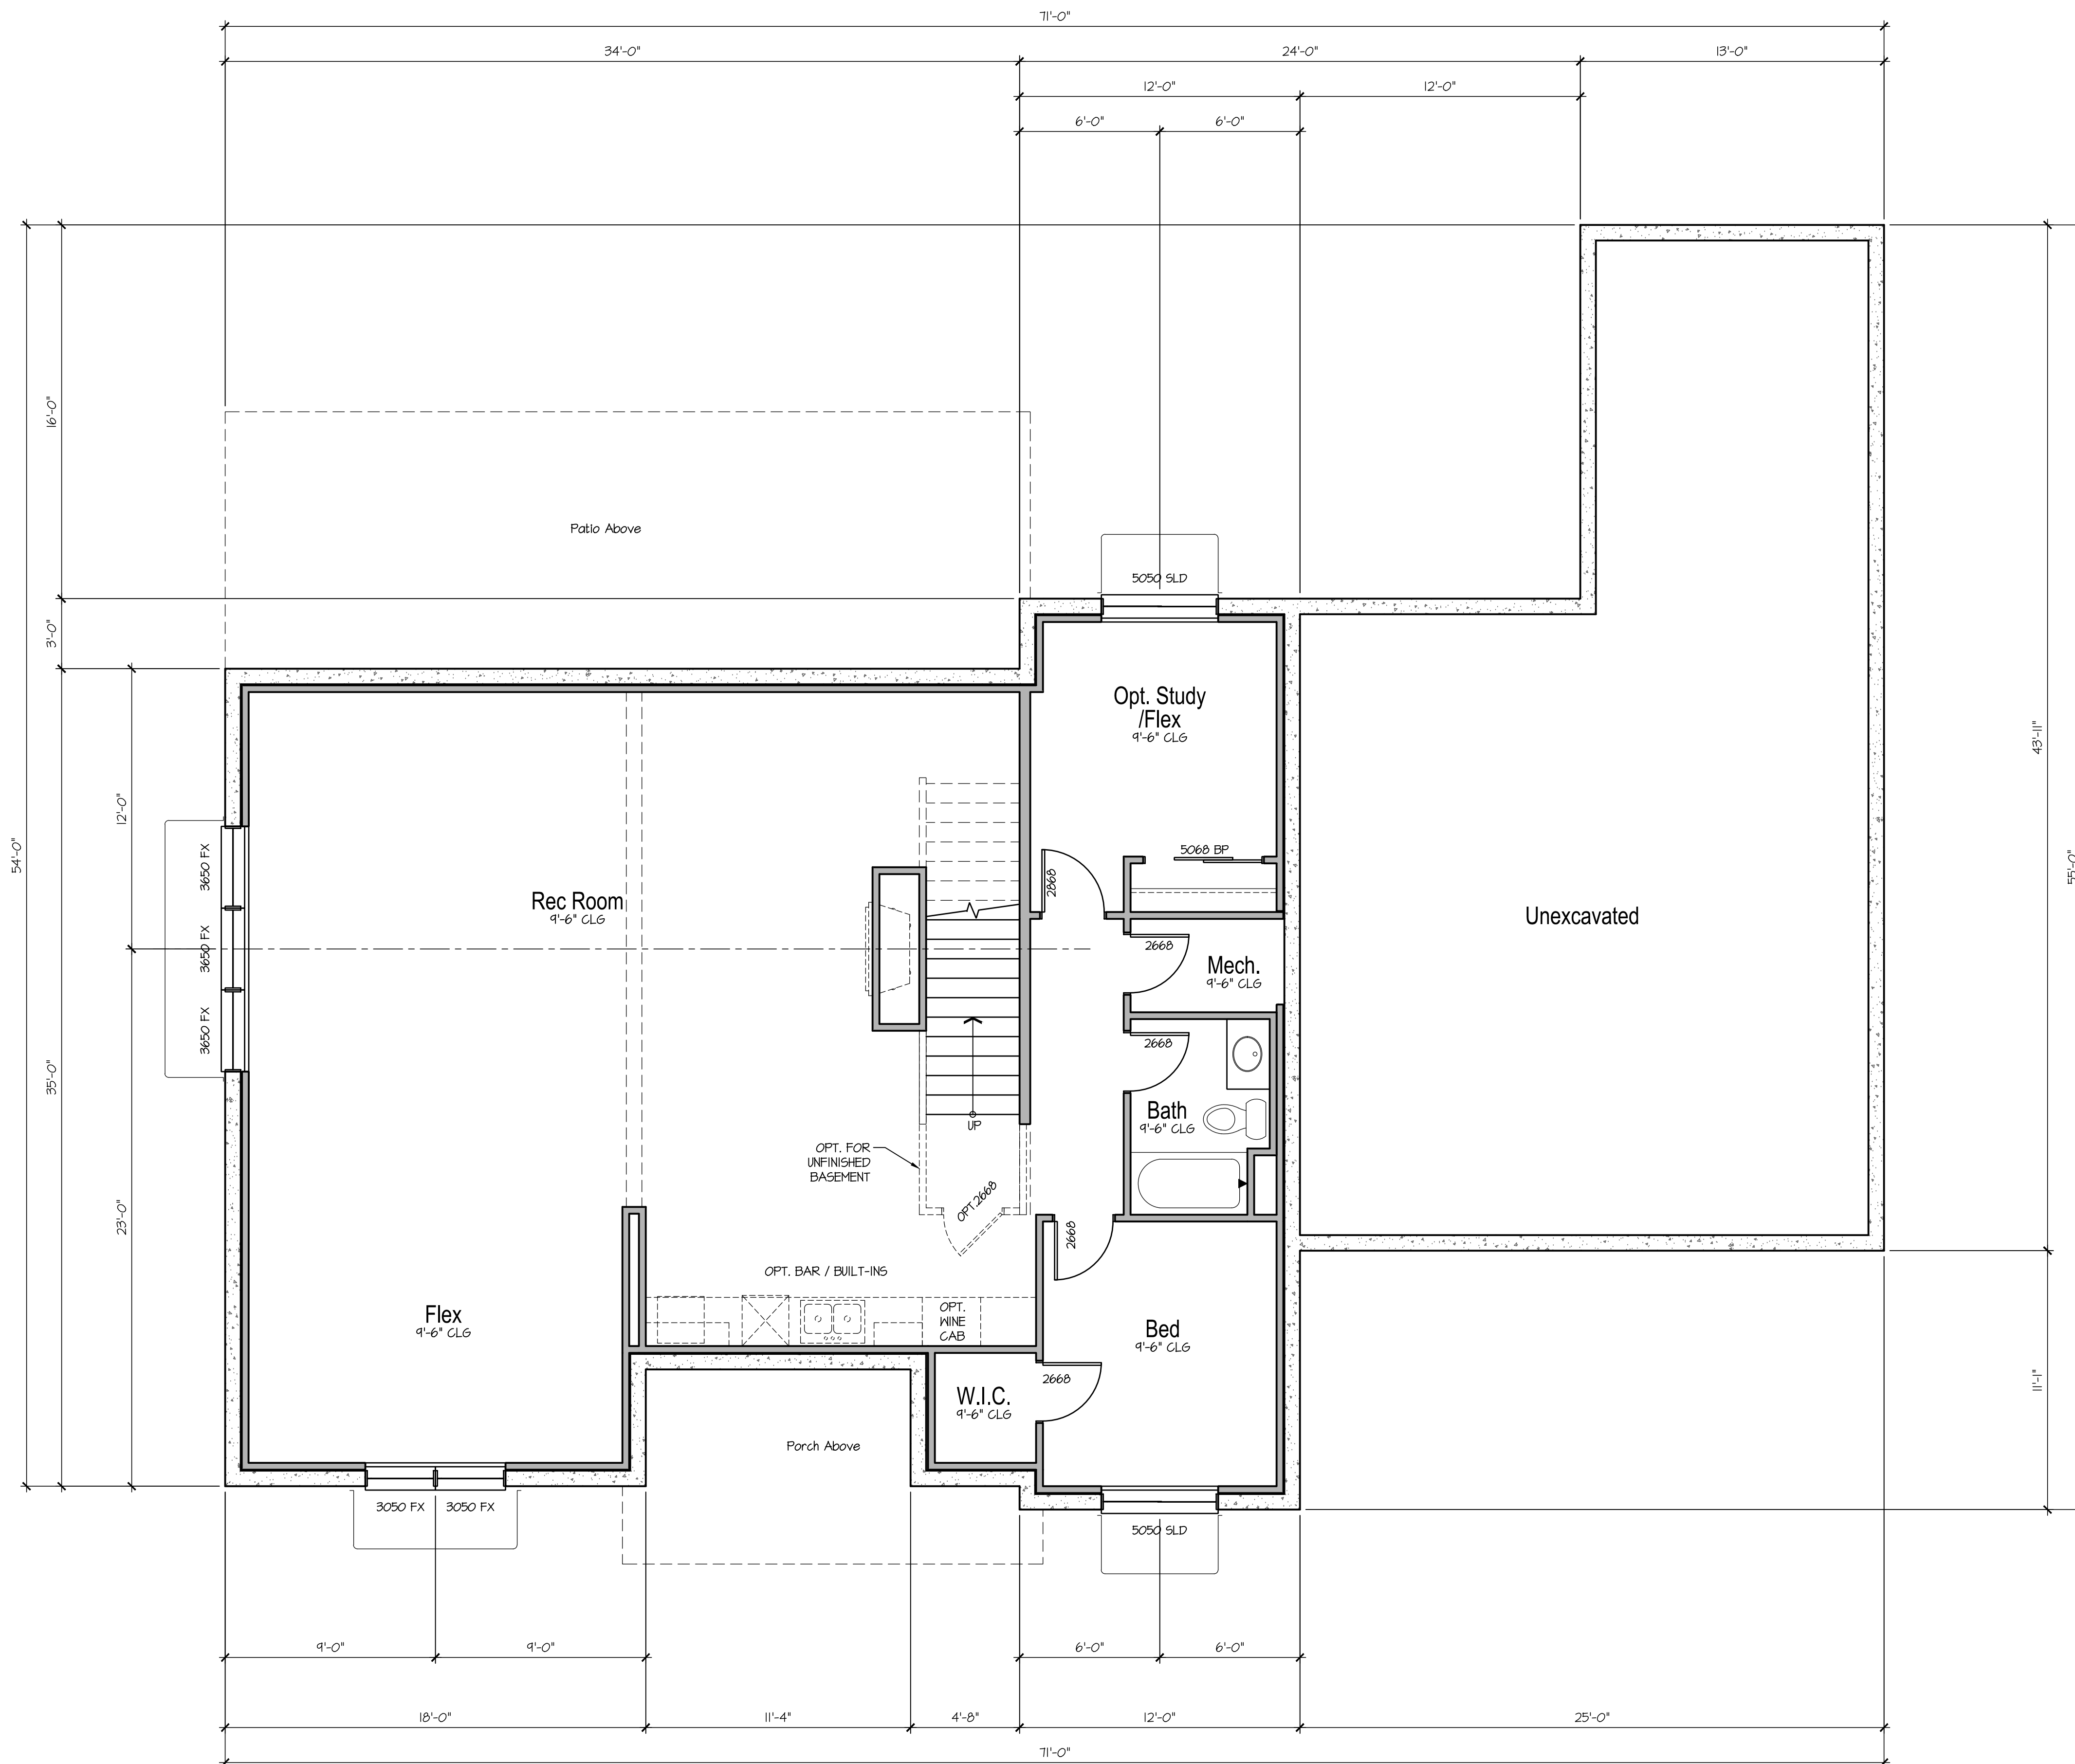 71'-0"
34'-0"
24'-0"
13'-0"
12'-0"
12'-0"
6'-0"
6'-0"
16'-0"
Patio Above
5050 SLD
3'-0"
Opt. Study
/Flex
9'-6" CLG
43'-11"
12'-0"
54'-0"
55'-0"
5068 BP
3650 FX
2868
Rec Room
9'-6" CLG
Unexcavated
3650 FX
2668
Mech.
9'-6" CLG
3650 FX
2668
35'-0"
Bath
9'-6" CLG
UP
OPT. FOR
UNFINISHED
BASEMENT
OPT.2668
23'-0"
2668
OPT. BAR / BUILT-INS
Flex
9'-6" CLG
OPT.
WINE
CAB
Bed
9'-6" CLG
2668
W.I.C.
9'-6" CLG
11'-1"
Porch Above
3050 FX
3050 FX
5050 SLD
9'-0"
9'-0"
6'-0"
6'-0"
18'-0"
11'-4"
4'-8"
12'-0"
25'-0"
71'-0"